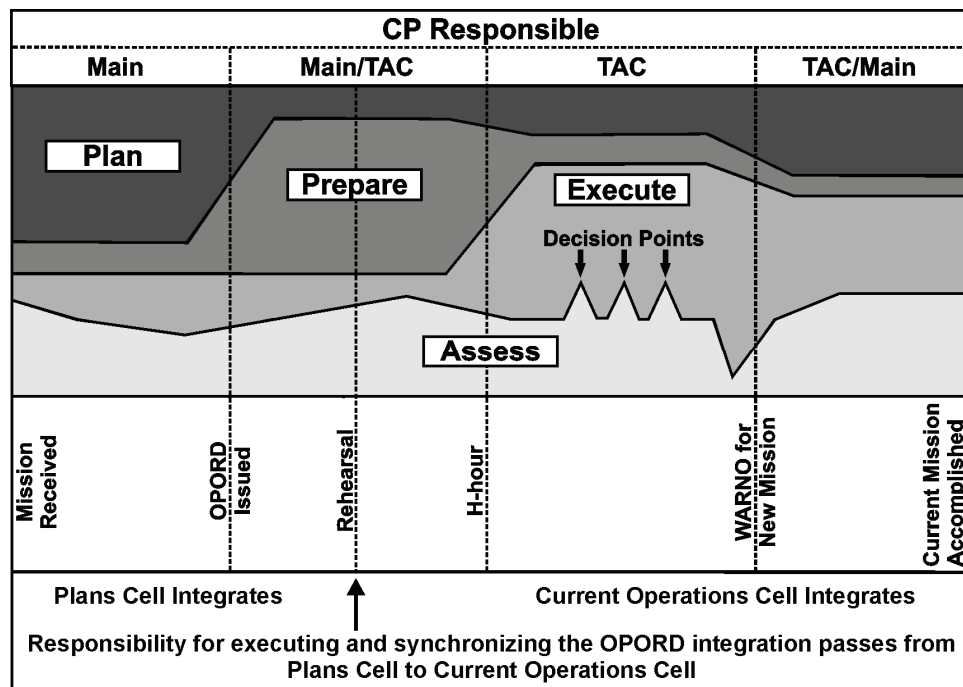 CP Responsible
Main
Main/TAC
TAC
TAC/Main
Plan
Prepare
Execute
Decision Points
Assess
Mission
Received
OPORD
Issued
Rehearsal
H-hour
WARNO for
New Mission
Current Mission
Accomplished
Plans Cell Integrates
Current Operations Cell Integrates
Responsibility for executing and synchronizing the OPORD integration passes from
Plans Cell to Current Operations Cell